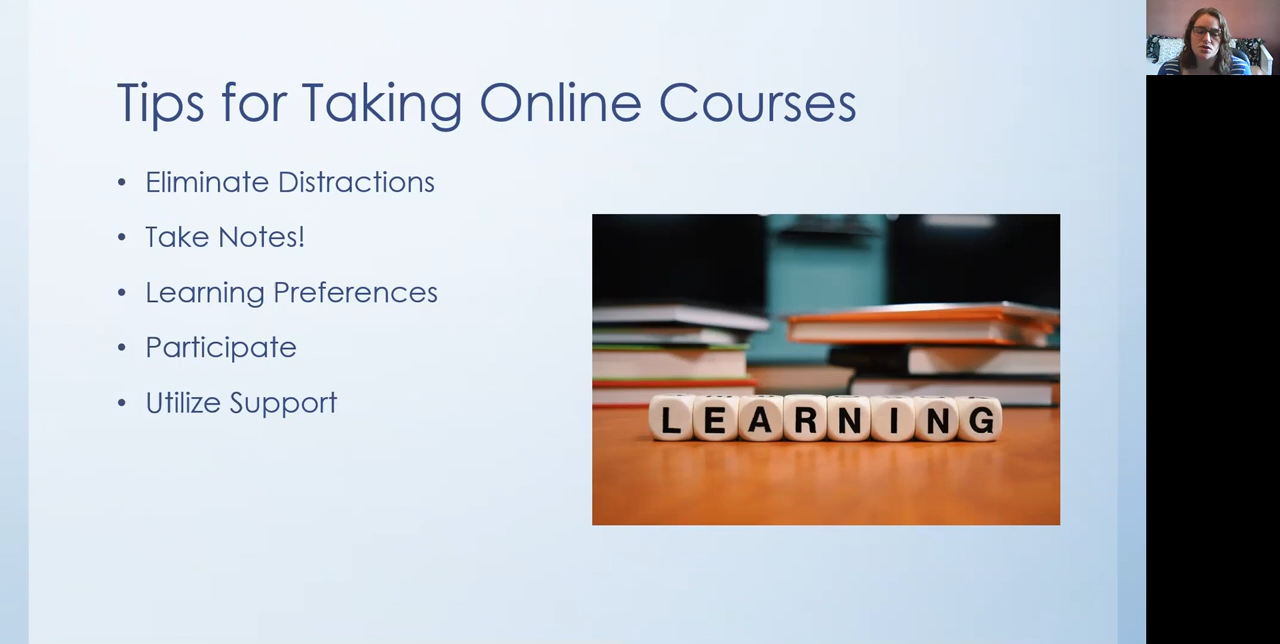 Tips for Taking Online Courses
• Eliminate Distractions
• Take Notes!
• Learning Preferences
• Participate
• Utilize Support
LEARNING